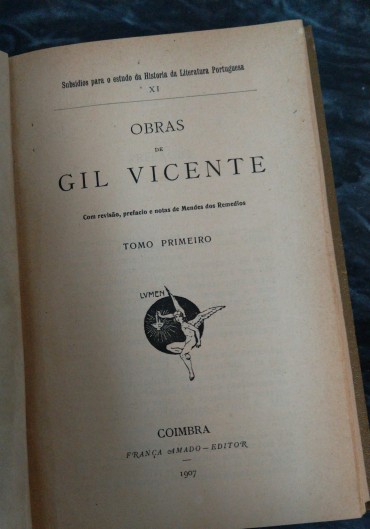 Subsidios para o estudo da Historia da Literatura Portuguesa
XI
OBRAS
DE
GIL VICENTE
Com revisão, prefacio e notas de Mendes dos Remedios
TOMO PRIMEIRO
LVMEN
COIMBRA
FRANÇA AMADO — EDITOR
1907